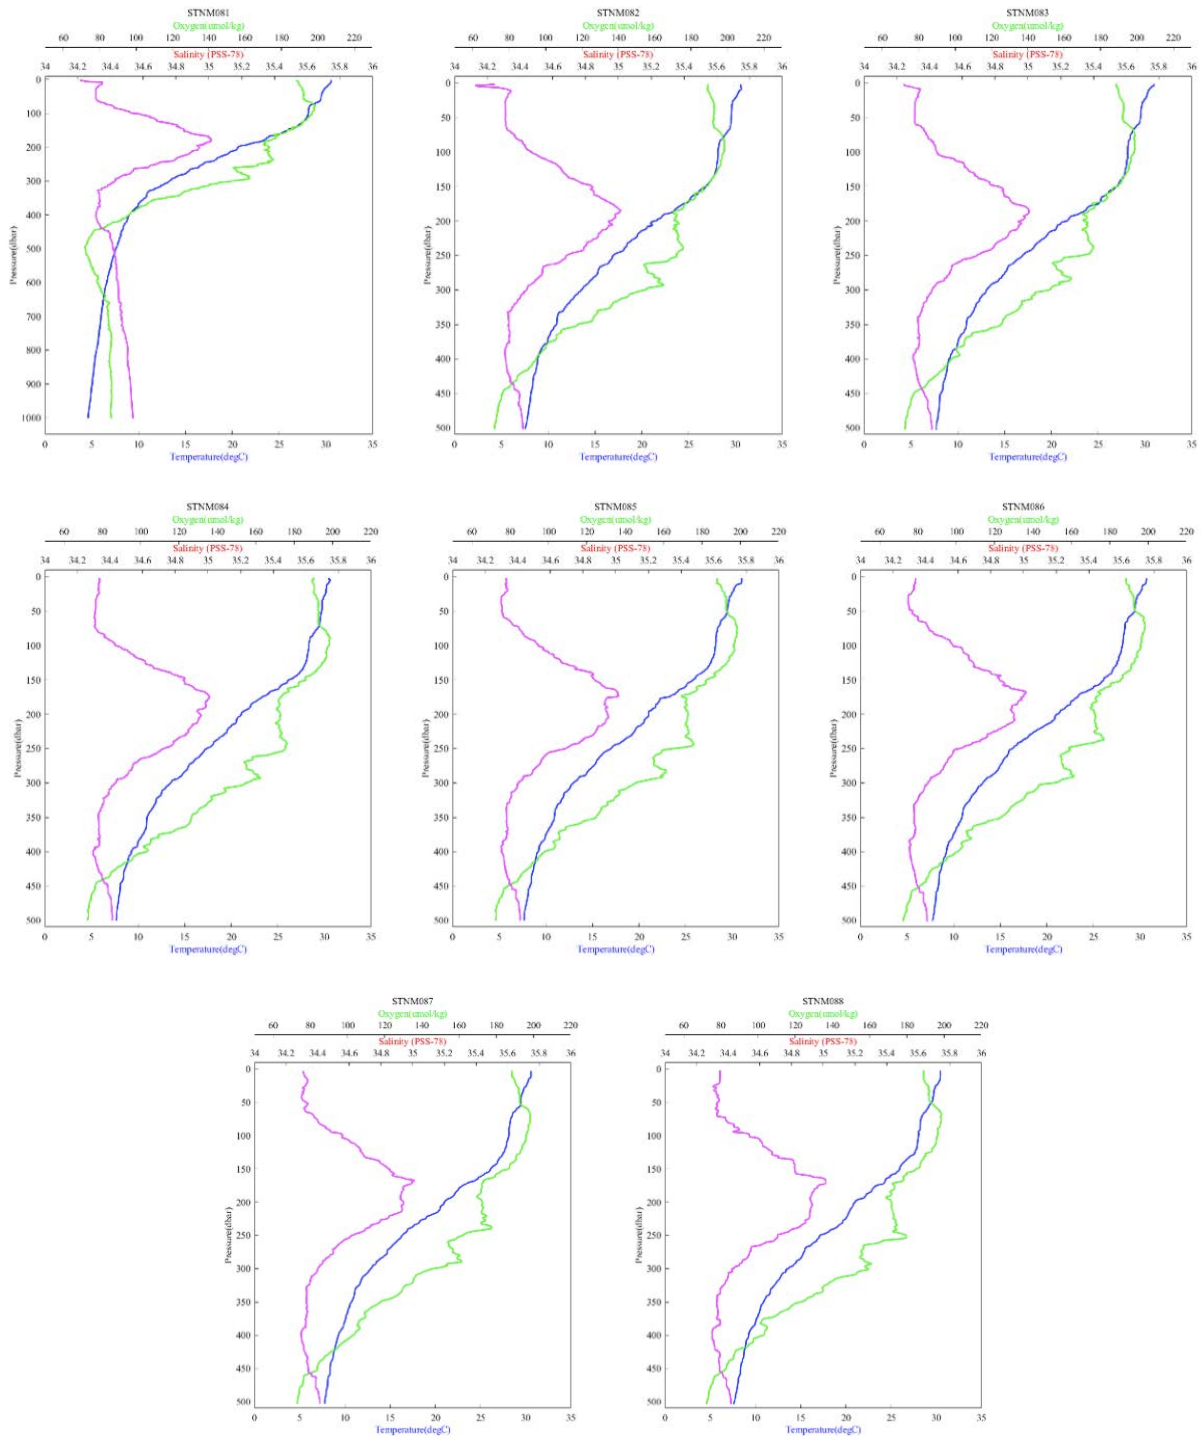 STNM081
Oxygen(umol/kg)
60 80 100 120 140 160 180 200 220
Salinity (PSS-78)
34 34.2 34.4 34.6 34.8 35 35.2 35.4 35.6 35.8 36
0
100
200
300
400
500
600
700
800
900
1000
Pressure(dbar)
0 5 10 15 20 25 30 35
Temperature(degC)
STNM082
Oxygen(umol/kg)
60 80 100 120 140 160 180 200 220
Salinity (PSS-78)
34 34.2 34.4 34.6 34.8 35 35.2 35.4 35.6 35.8 36
0
50
100
150
200
250
300
350
400
450
500
Pressure(dbar)
0 5 10 15 20 25 30 35
Temperature(degC)
STNM083
Oxygen(umol/kg)
60 80 100 120 140 160 180 200 220
Salinity (PSS-78)
34 34.2 34.4 34.6 34.8 35 35.2 35.4 35.6 35.8 36
0
50
100
150
200
250
300
350
400
450
500
Pressure(dbar)
0 5 10 15 20 25 30 35
Temperature(degC)
STNM084
Oxygen(umol/kg)
60 80 100 120 140 160 180 200 220
Salinity (PSS-78)
34 34.2 34.4 34.6 34.8 35 35.2 35.4 35.6 35.8 36
0
50
100
150
200
250
300
350
400
450
500
Pressure(dbar)
0 5 10 15 20 25 30 35
Temperature(degC)
STNM085
Oxygen(umol/kg)
60 80 100 120 140 160 180 200 220
Salinity (PSS-78)
34 34.2 34.4 34.6 34.8 35 35.2 35.4 35.6 35.8 36
0
50
100
150
200
250
300
350
400
450
500
Pressure(dbar)
0 5 10 15 20 25 30 35
Temperature(degC)
STNM086
Oxygen(umol/kg)
60 80 100 120 140 160 180 200 220
Salinity (PSS-78)
34 34.2 34.4 34.6 34.8 35 35.2 35.4 35.6 35.8 36
0
50
100
150
200
250
300
350
400
450
500
Pressure(dbar)
0 5 10 15 20 25 30 35
Temperature(degC)
STNM087
Oxygen(umol/kg)
60 80 100 120 140 160 180 200 220
Salinity (PSS-78)
34 34.2 34.4 34.6 34.8 35 35.2 35.4 35.6 35.8 36
0
50
100
150
200
250
300
350
400
450
500
Pressure(dbar)
0 5 10 15 20 25 30 35
Temperature(degC)
STNM088
Oxygen(umol/kg)
60 80 100 120 140 160 180 200 220
Salinity (PSS-78)
34 34.2 34.4 34.6 34.8 35 35.2 35.4 35.6 35.8 36
0
50
100
150
200
250
300
350
400
450
500
Pressure(dbar)
0 5 10 15 20 25 30 35
Temperature(degC)